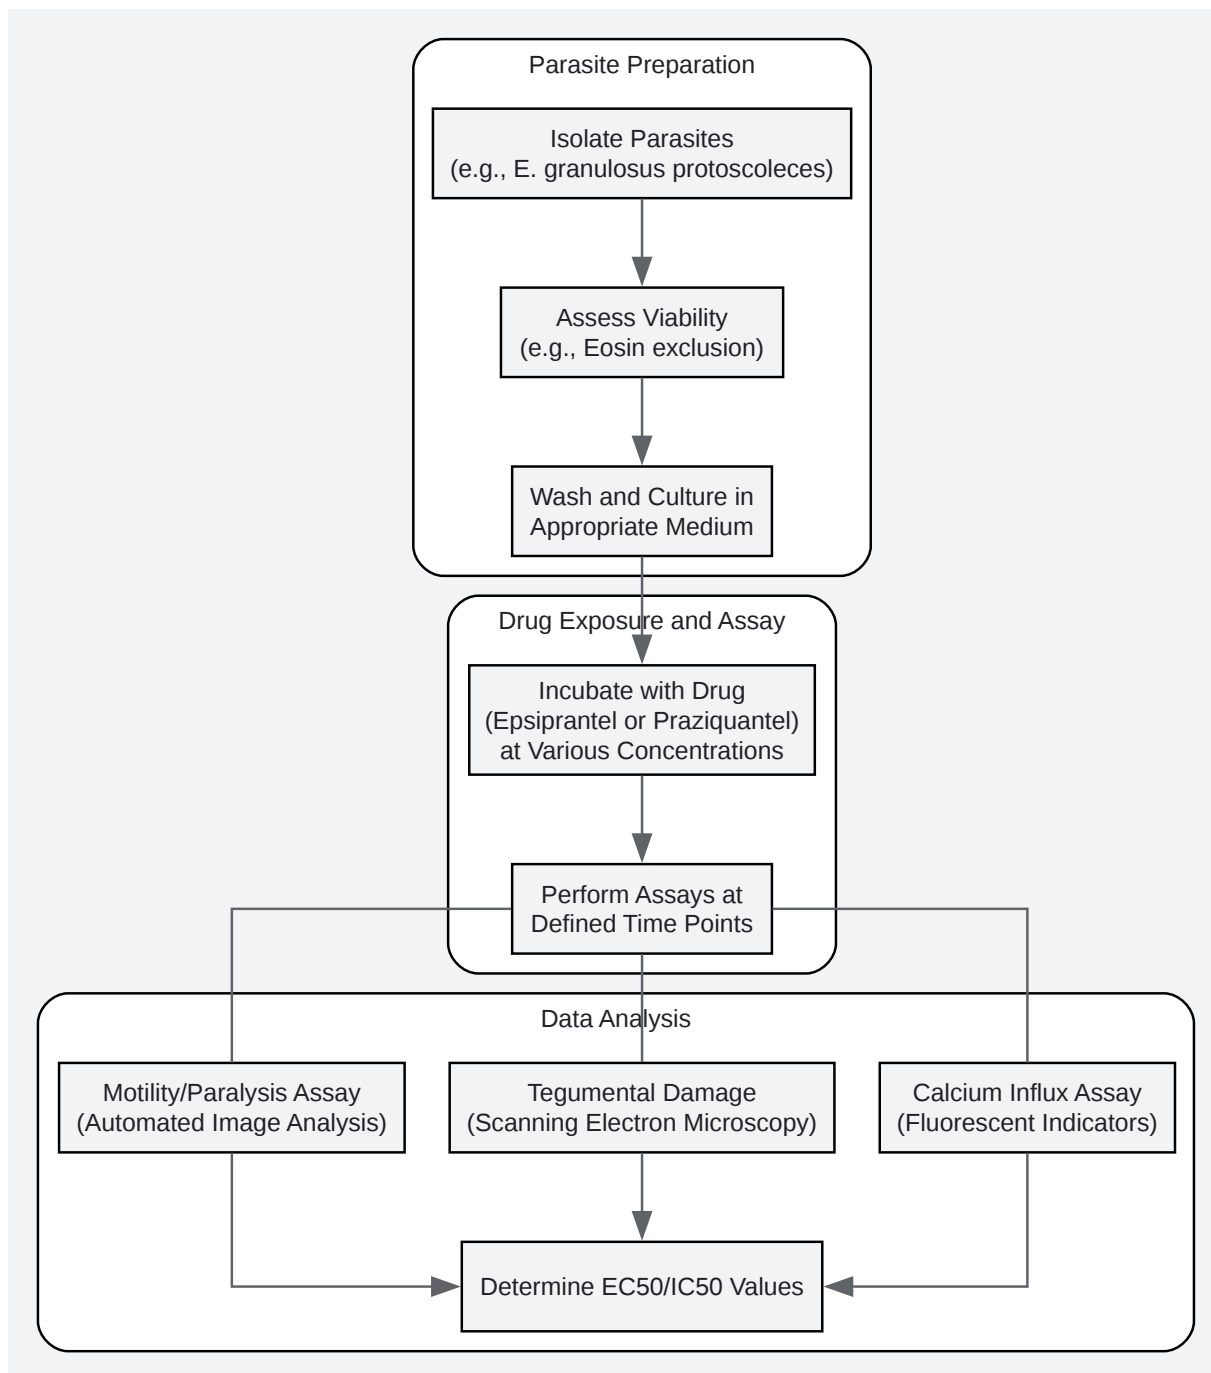 Parasite Preparation
Isolate Parasites
(e.g., E. granulosus protoscoleces)
Assess Viability
(e.g., Eosin exclusion)
Wash and Culture in
Appropriate Medium
Drug Exposure and Assay
Incubate with Drug
(Epsiprantel or Praziquantel)
at Various Concentrations
Perform Assays at
Defined Time Points
Data Analysis
Motility/Paralysis Assay
(Automated Image Analysis)
Tegumental Damage
(Scanning Electron Microscopy)
Calcium Influx Assay
(Fluorescent Indicators)
Determine EC50/IC50 Values